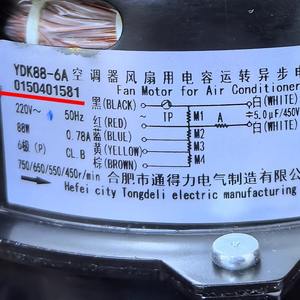 YDK88-6A 空调器风扇用电容运转异步电
0150401581 Fan Motor for Air Conditioner
黑(BLACK) 白(WHITE)
220V~ 50Hz 红(RED) TP M1 A 5.0μF/450V
88W 0.78A 蓝(BLUE) M2 白(WHITE)
6极(P) CL.B 黄(YELLOW) M3
棕(BROWN) M4
750/650/550/450r/min 合肥市通得力电气制造有限公
Hefei city Tongdeli electric manufacturing